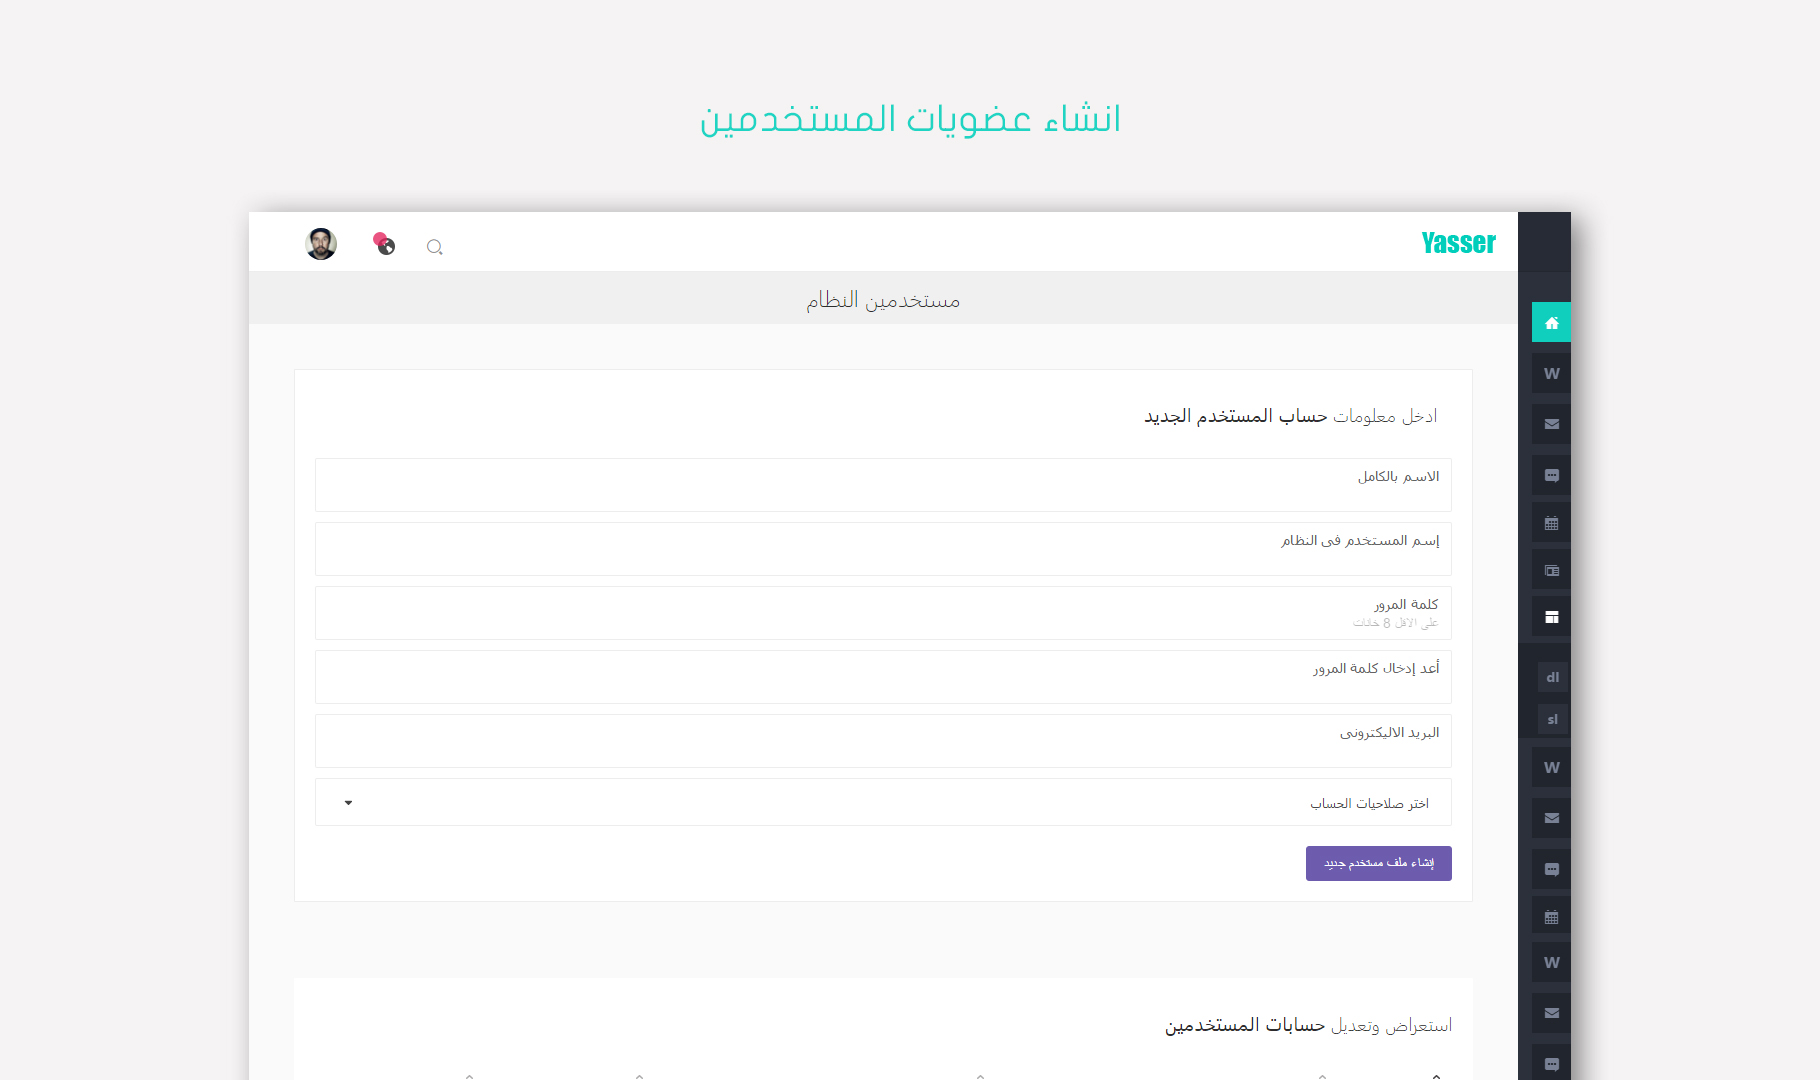 انشاء عضويات المستخدمين
Yasser
مستخدمين النظام
ادخل معلومات حساب المستخدم الجديد
الاسم بالكامل
إسم المستخدم فى النظام
كلمة المرور
على الاقل 8 خانات
أعد إدخال كلمة المرور
البريد الاليكترونى
اختر صلاحيات الحساب
إنشاء ملف مستخدم جديد
استعراض وتعديل حسابات المستخدمين
W
dl
sl
W
W